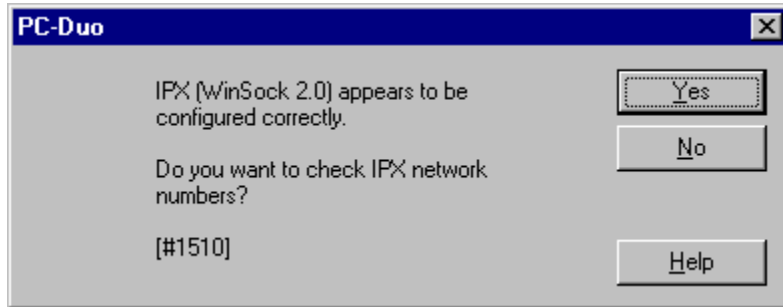 PC-Duo
IPX (WinSock 2.0) appears to be
configured correctly.
Do you want to check IPX network
numbers?
[#1510]
Yes
No
Help